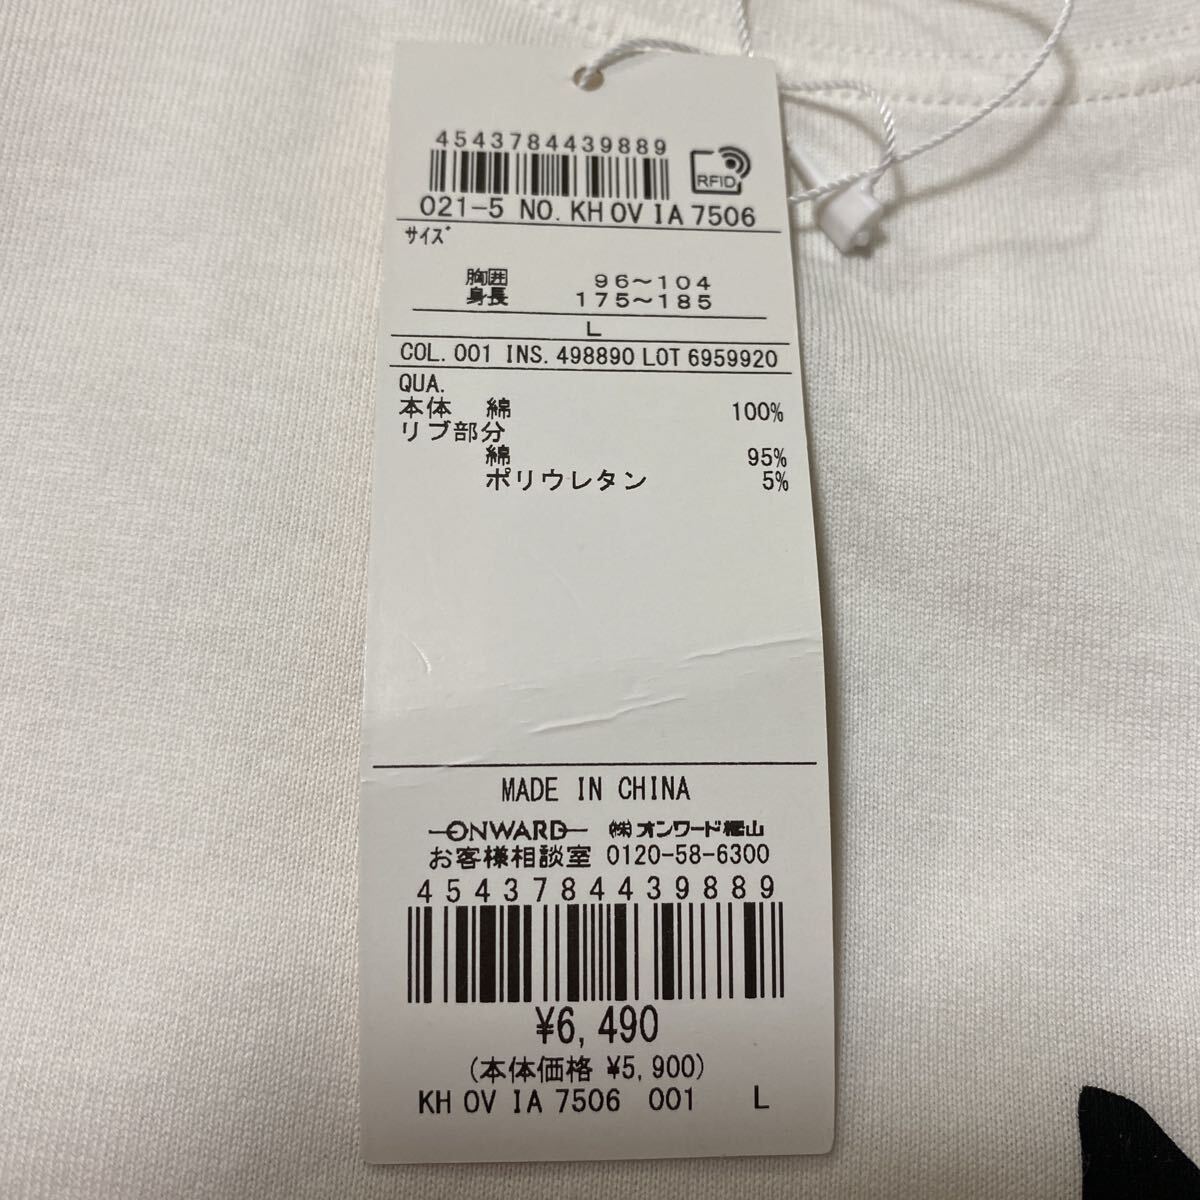 4543784439889
RFID
021-5 NO. KH OV IA 7506
サイズ
胸囲 96～104
身長 175～185
L
COL. 001 INS. 498890 LOT 6959920
QUA.
本体 綿 100%
リブ部分
綿 95%
ポリウレタン 5%
MADE IN CHINA
ONWARD ㈱オンワード樫山
お客様相談室 0120-58-6300
4543784439889
¥6,490
(本体価格 ¥5,900)
KH OV IA 7506 001 L